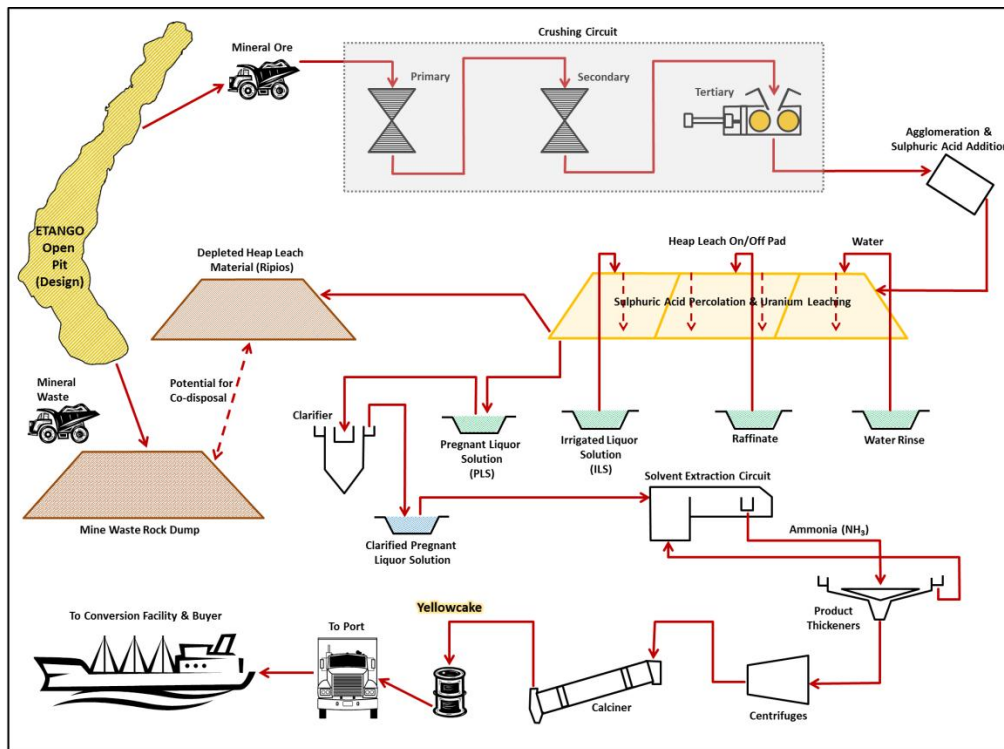 Crushing Circuit
Mineral Ore
Primary
Secondary
Tertiary
Agglomeration &
Sulphuric Acid Addition
ETANGO
Open
Pit
(Design)
Depleted Heap Leach
Material (Ripios)
Heap Leach On/Off Pad
Water
Sulphuric Acid Percolation & Uranium Leaching
Mineral
Waste
Potential for
Co-disposal
Clarifier
Pregnant Liquor
Solution
(PLS)
Irrigated Liquor
Solution
(ILS)
Raffinate
Water Rinse
Mine Waste Rock Dump
Clarified Pregnant
Liquor Solution
Solvent Extraction Circuit
Ammonia (NH₃)
Product
Thickeners
To Conversion Facility & Buyer
To Port
Yellowcake
Calciner
Centrifuges